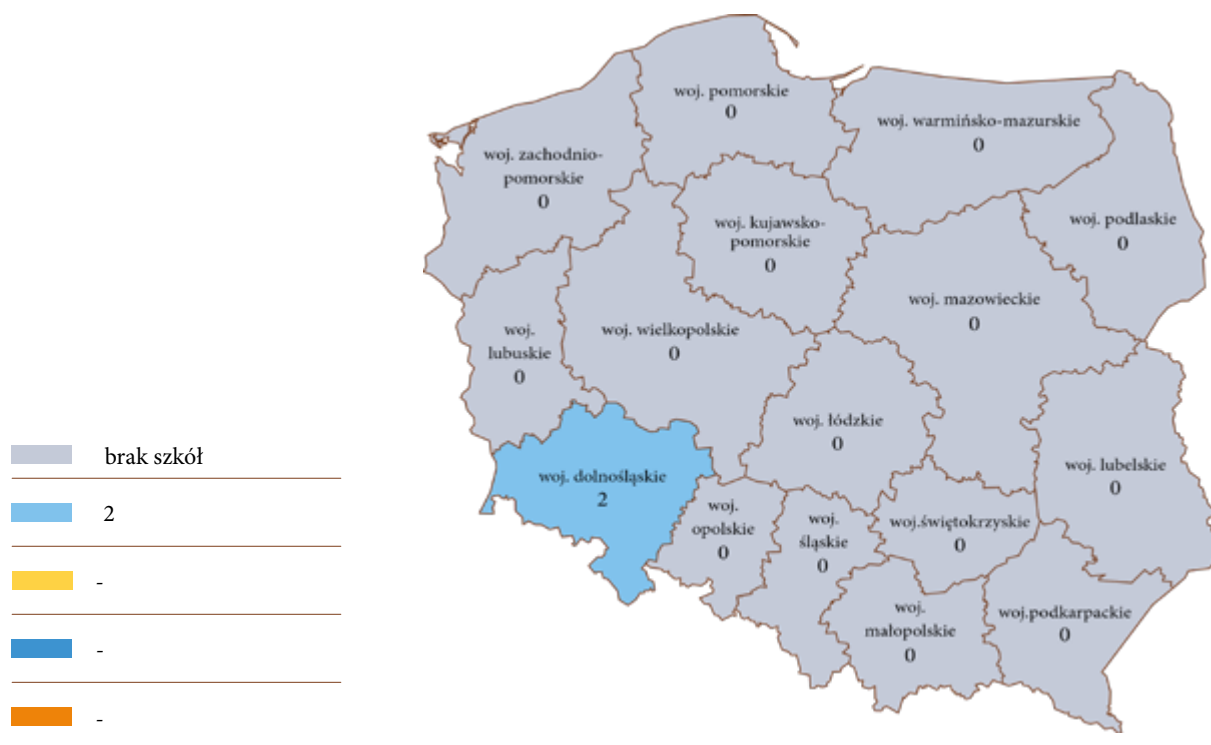 woj. pomorskie
0
woj. warmińsko-mazurskie
0
woj. zachodnio-
pomorskie
0
woj. kujawsko-
pomorskie
0
woj. podlaskie
0
woj. mazowieckie
0
woj. wielkopolskie
0
woj.
lubuskie
0
woj. łódzkie
0
woj. lubelskie
0
woj. dolnośląskie
2
woj.
opolskie
0
woj.
śląskie
0
woj.świętokrzyskie
0
woj.
małopolskie
0
woj.podkarpackie
0
brak szkół
2
-
-
-